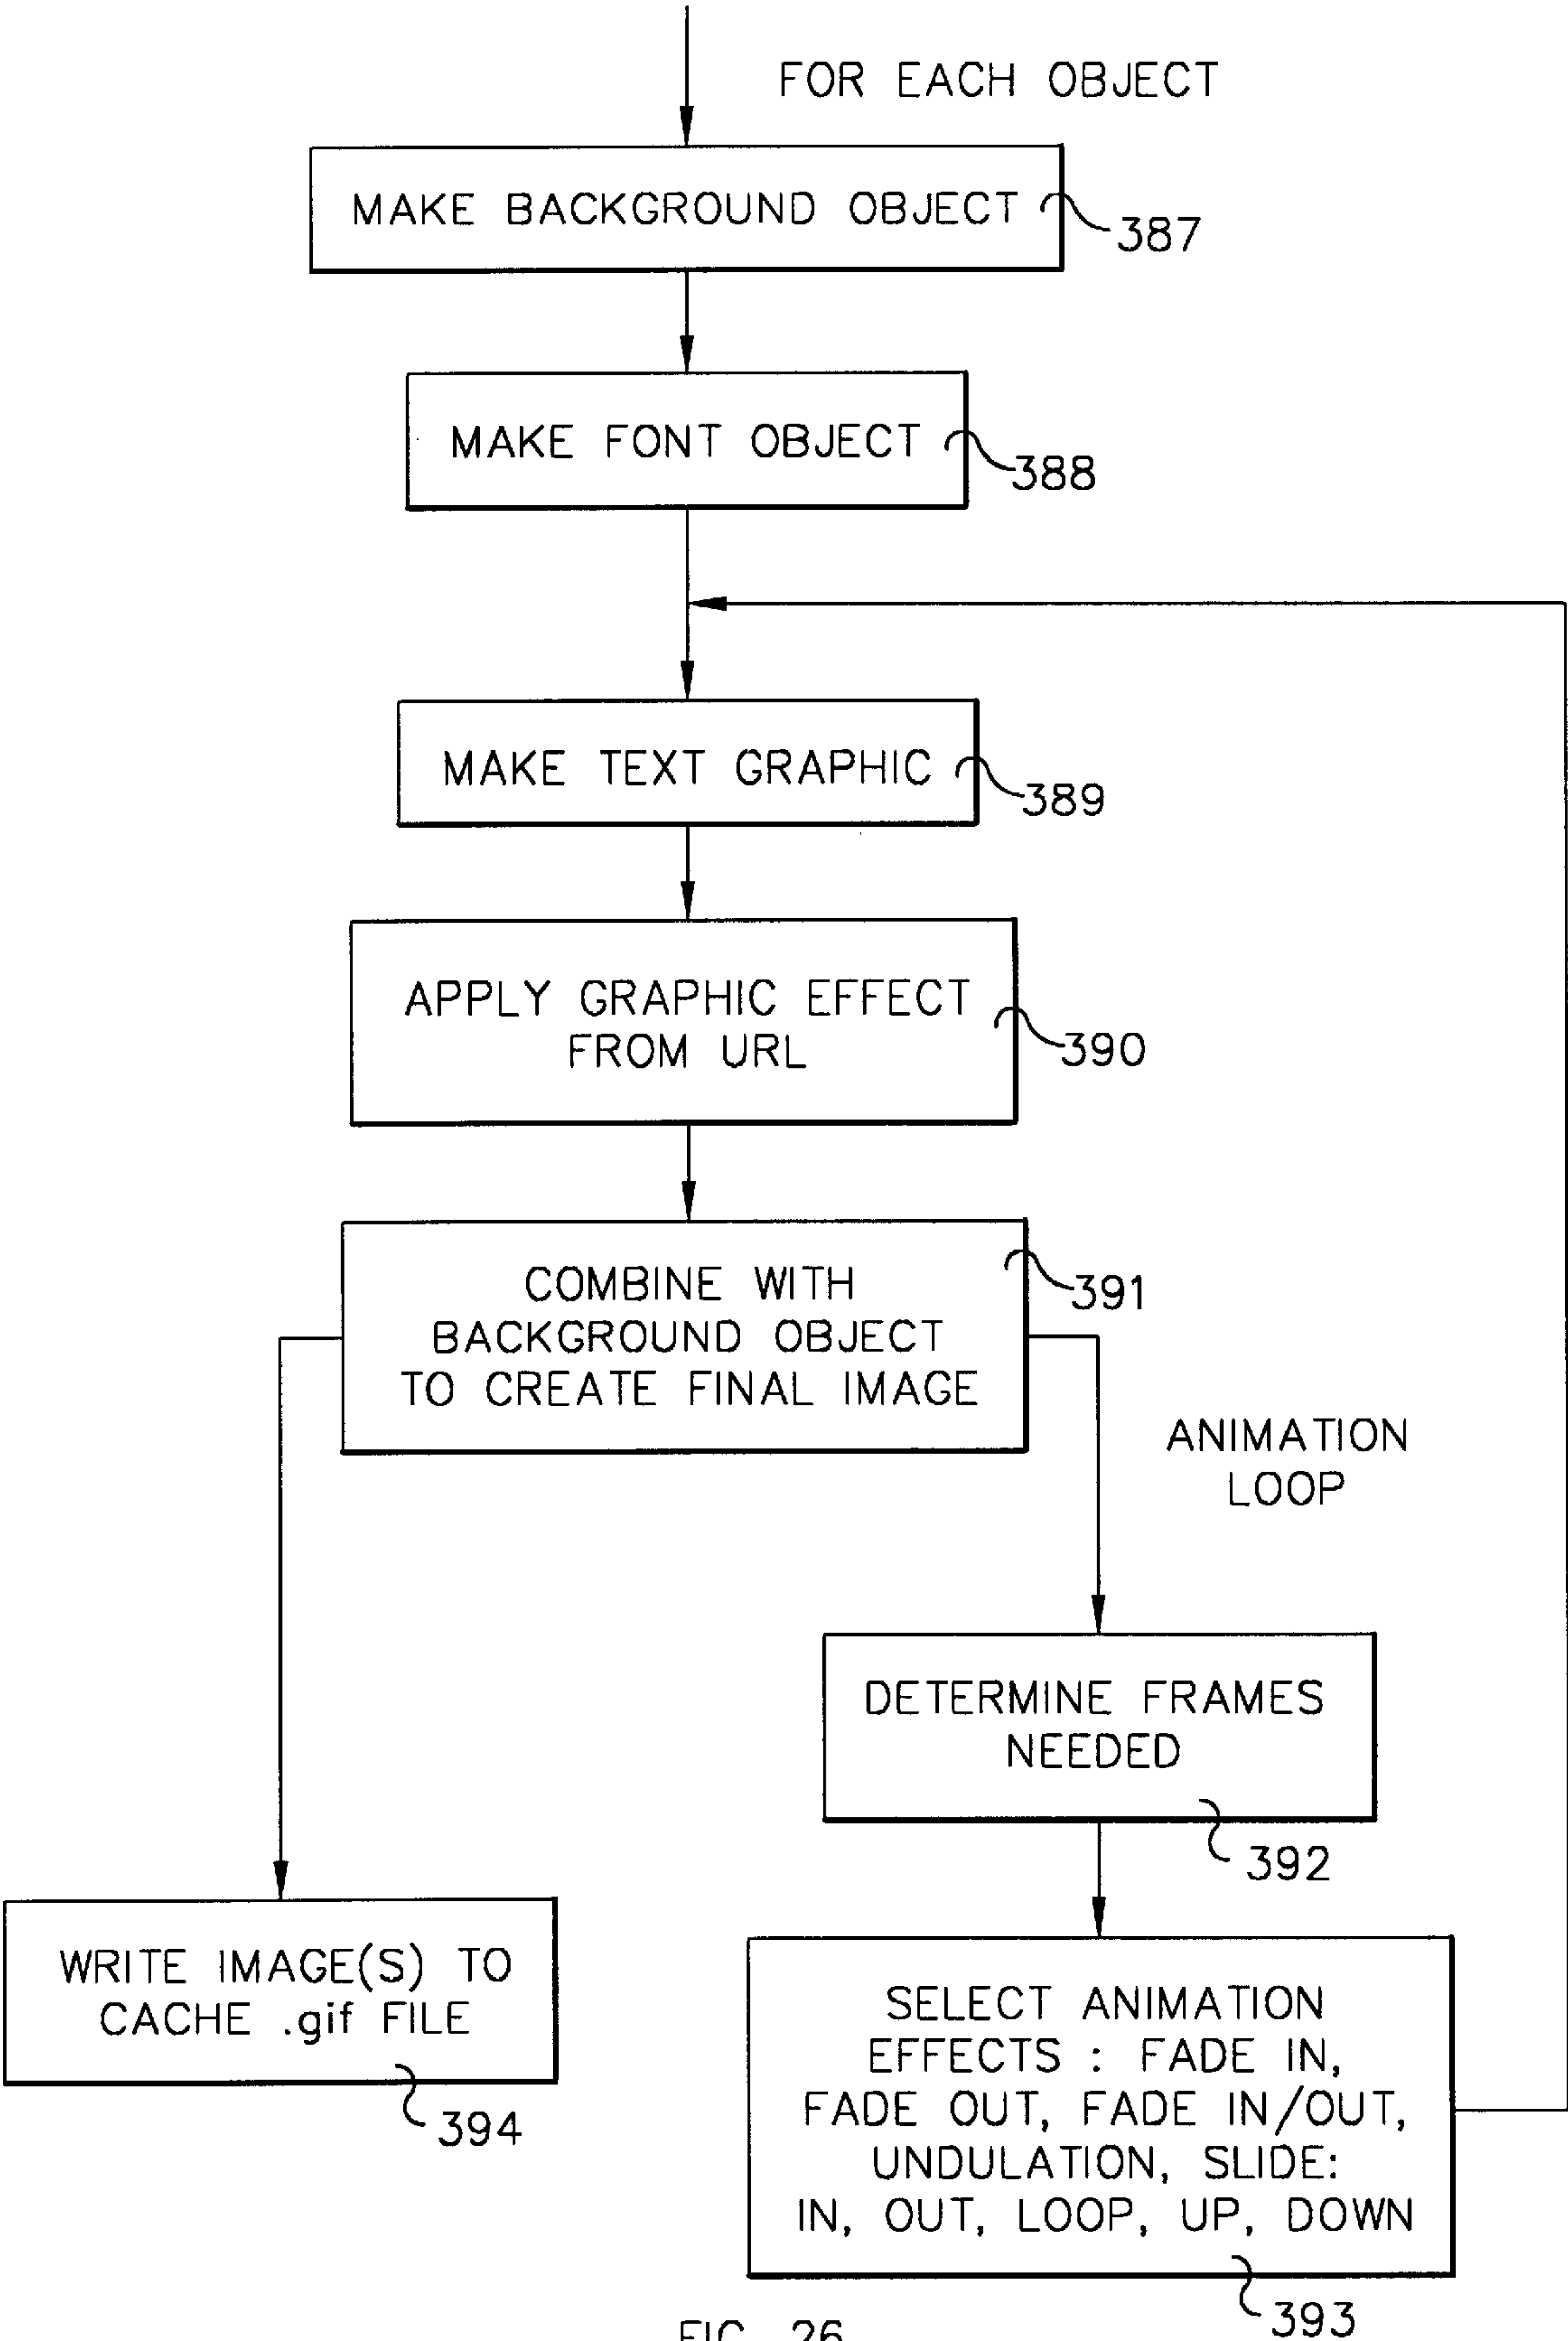 FOR EACH OBJECT
MAKE BACKGROUND OBJECT
387
MAKE FONT OBJECT
388
MAKE TEXT GRAPHIC
389
APPLY GRAPHIC EFFECT
FROM URL
390
COMBINE WITH
BACKGROUND OBJECT
TO CREATE FINAL IMAGE
391
ANIMATION
LOOP
DETERMINE FRAMES
NEEDED
392
WRITE IMAGE(S) TO
CACHE .gif FILE
394
SELECT ANIMATION
EFFECTS : FADE IN,
FADE OUT, FADE IN/OUT,
UNDULATION, SLIDE:
IN, OUT, LOOP, UP, DOWN
393
FIG. 26